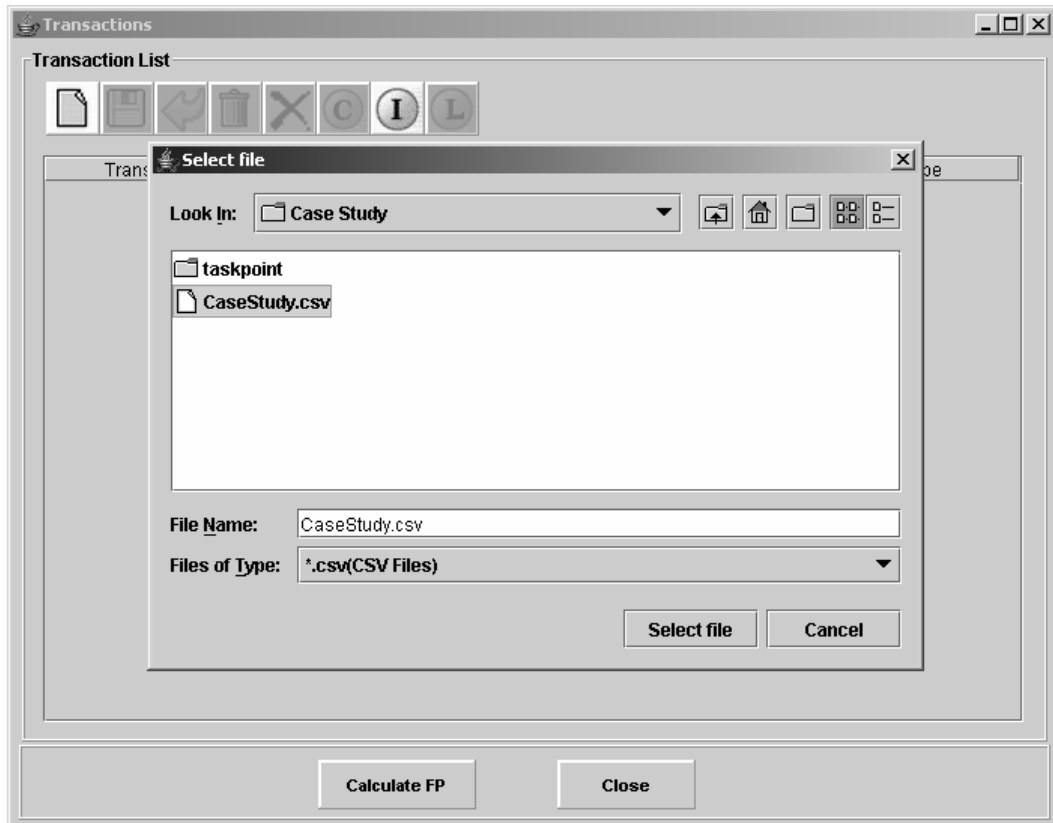 Transactions
Transaction List
C I L
Trans
pe
Select file
Look In: Case Study
taskpoint
CaseStudy.csv
File Name: CaseStudy.csv
Files of Type: *.csv(CSV Files)
Select file Cancel
Calculate FP Close